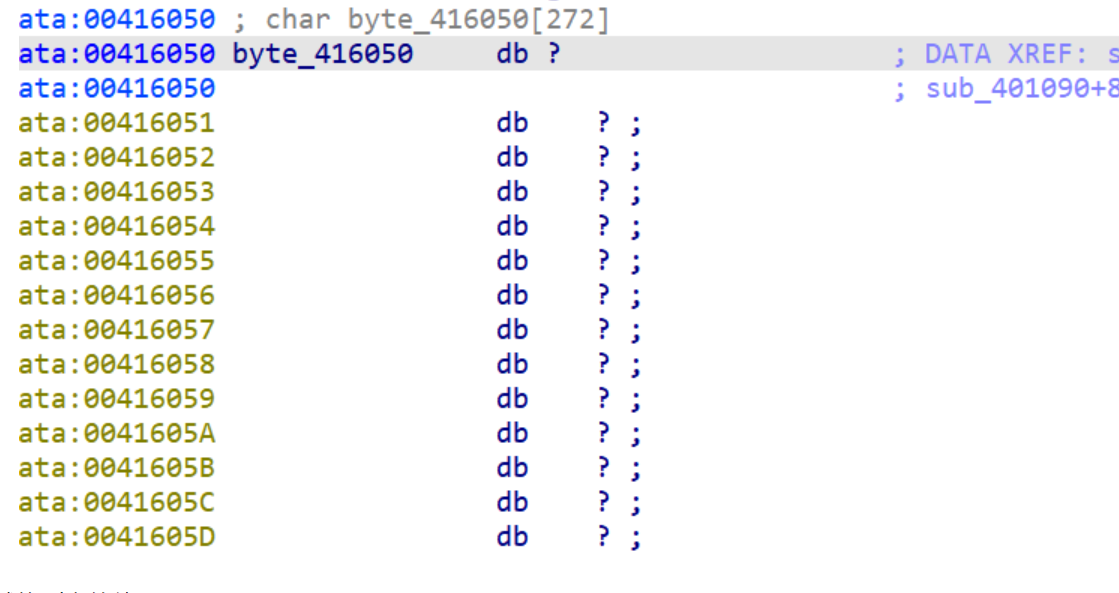 ata:00416050 ; char byte_416050[272]
ata:00416050 byte_416050 db ? ; DATA XREF: s
ata:00416050 ; sub_401090+8
ata:00416051 db ? ;
ata:00416052 db ? ;
ata:00416053 db ? ;
ata:00416054 db ? ;
ata:00416055 db ? ;
ata:00416056 db ? ;
ata:00416057 db ? ;
ata:00416058 db ? ;
ata:00416059 db ? ;
ata:0041605A db ? ;
ata:0041605B db ? ;
ata:0041605C db ? ;
ata:0041605D db ? ;